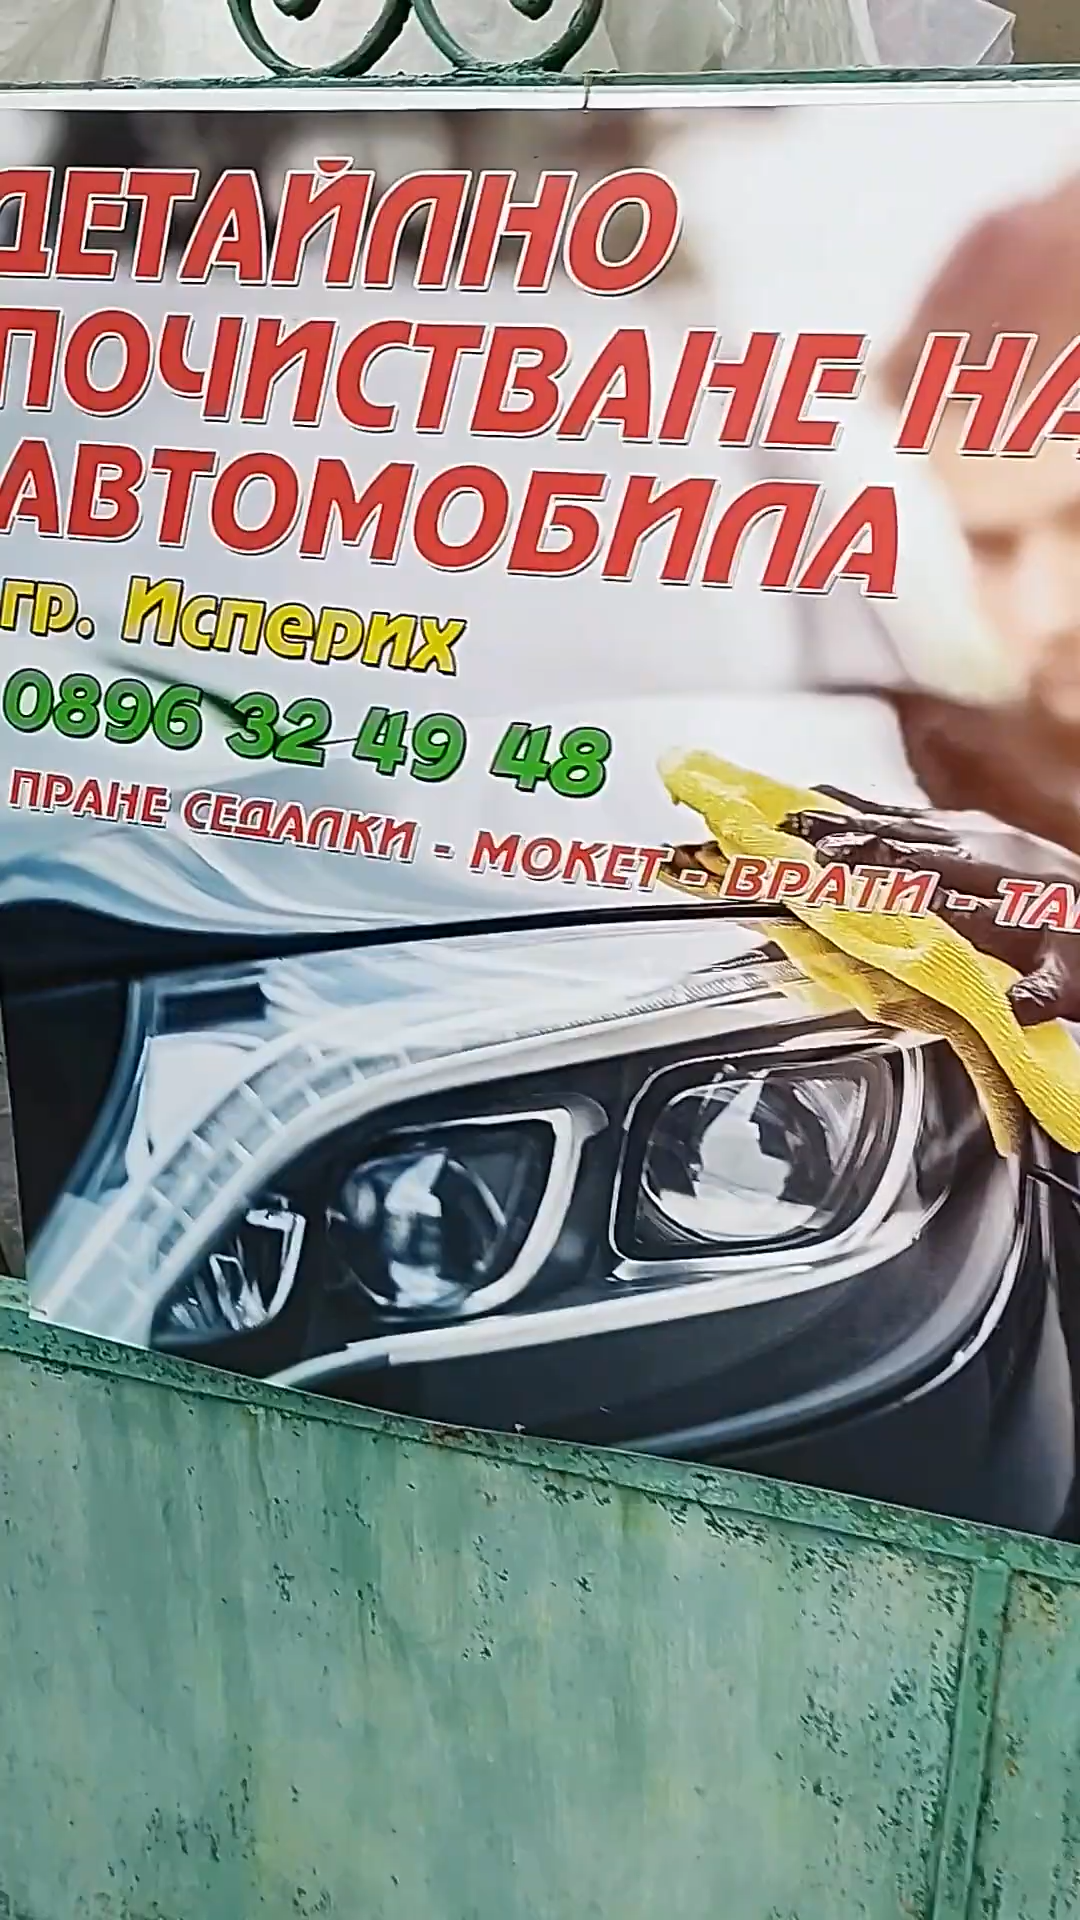 ДЕТАЙЛНО
ПОЧИСТВАНЕ НА
АВТОМОБИЛА
гр. Исперих
0896 32 49 48
ПРАНЕ СЕДАЛКИ - МОКЕТ - ВРАТИ -